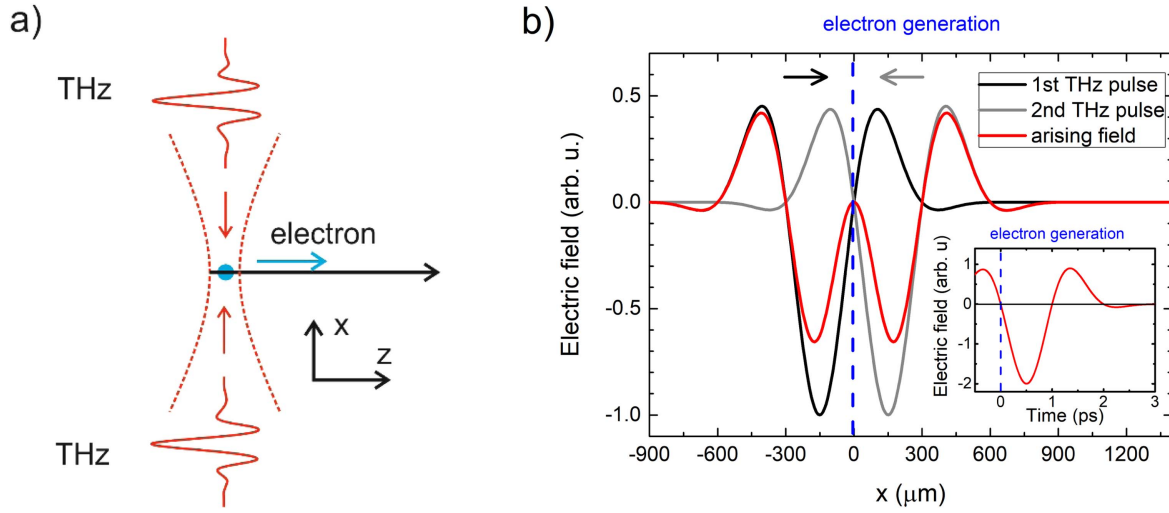 a)
THz
electron
x
z
THz
b)
electron generation
1st THz pulse
2nd THz pulse
arising field
Electric field (arb. u.)
0.5
0.0
-0.5
-1.0
-900 -600 -300 0 300 600 900 1200
x (μm)
electron generation
Electric field (arb. u)
1
0
-1
-2
0 1 2 3
Time (ps)